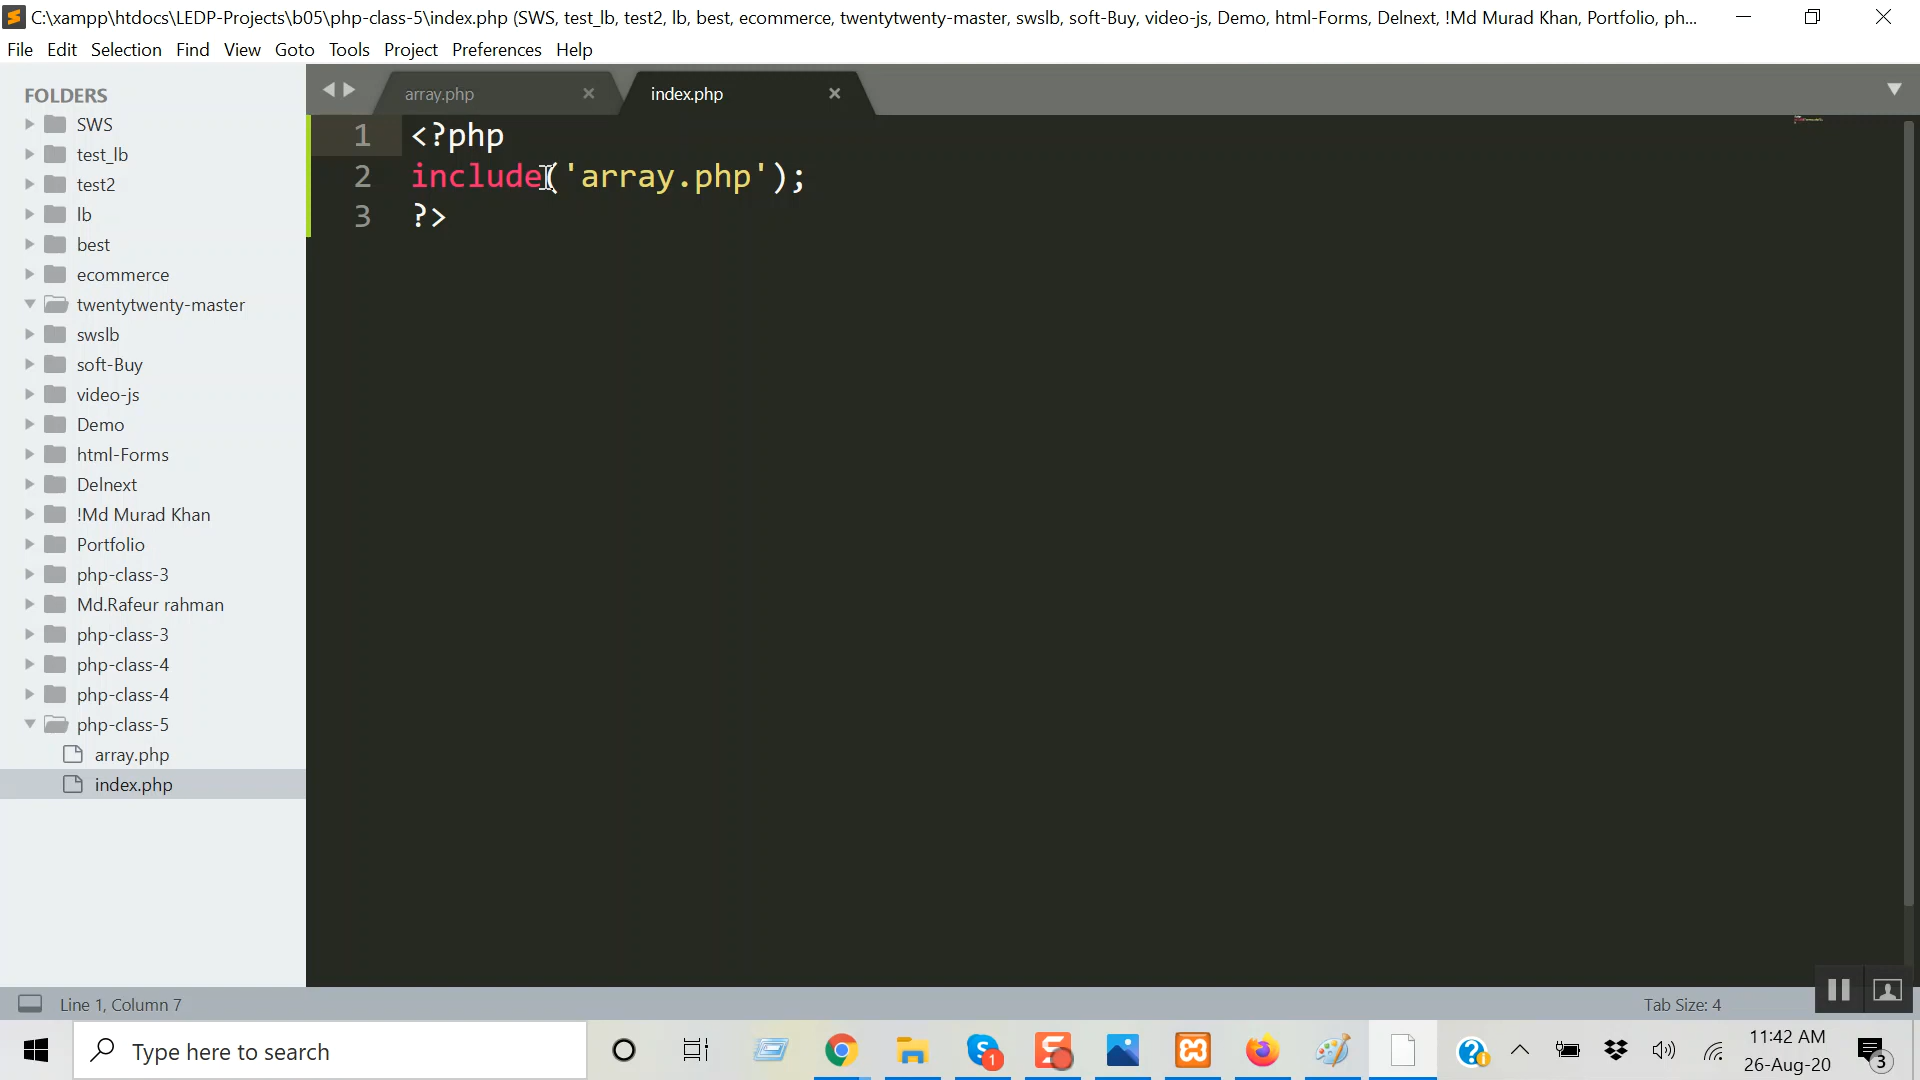 C:\xampp\htdocs\LEDP-Projects\b05\php-class-5\index.php (SWS, test_lb, test2, lb, best, ecommerce, twentytwenty-master, swslb, soft-Buy, video-js, Demo, html-Forms, Delnext, !Md Murad Khan, Portfolio, ph...
File Edit Selection Find View Goto Tools Project Preferences Help
FOLDERS
SWS
test_lb
test2
lb
best
ecommerce
twentytwenty-master
swslb
soft-Buy
video-js
Demo
html-Forms
Delnext
!Md Murad Khan
Portfolio
php-class-3
Md.Rafeur rahman
php-class-3
php-class-4
php-class-4
php-class-5
array.php
index.php
array.php
index.php
1 <?php
2 include('array.php');
3 ?>
Line 1, Column 7
Tab Size: 4
Type here to search
1
11:42 AM
26-Aug-20
3